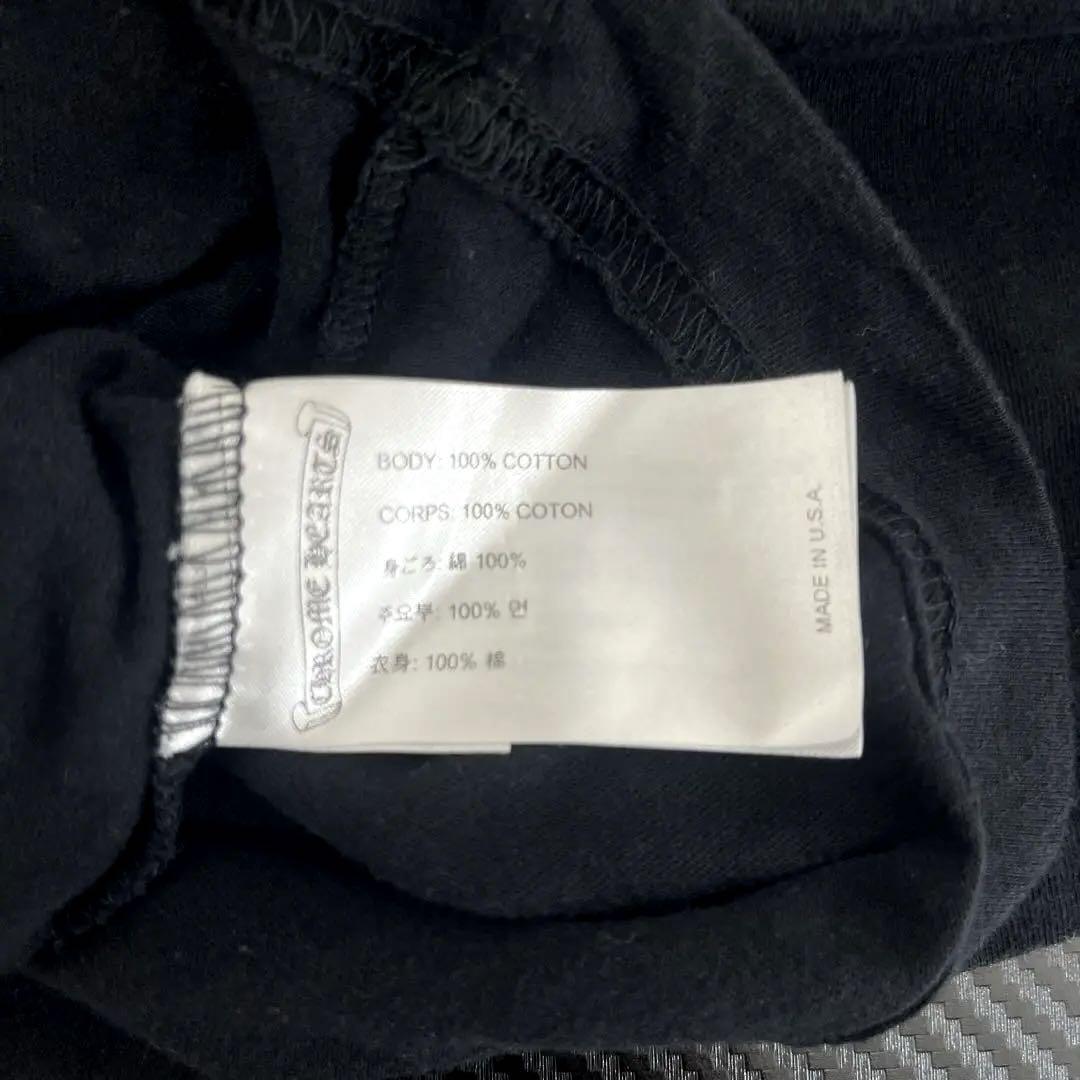 CHROME HEARTS
BODY: 100% COTTON
CORPS: 100% COTON
身ごろ: 綿 100%
주요부: 100% 면
衣身: 100% 棉
MADE IN U.S.A.